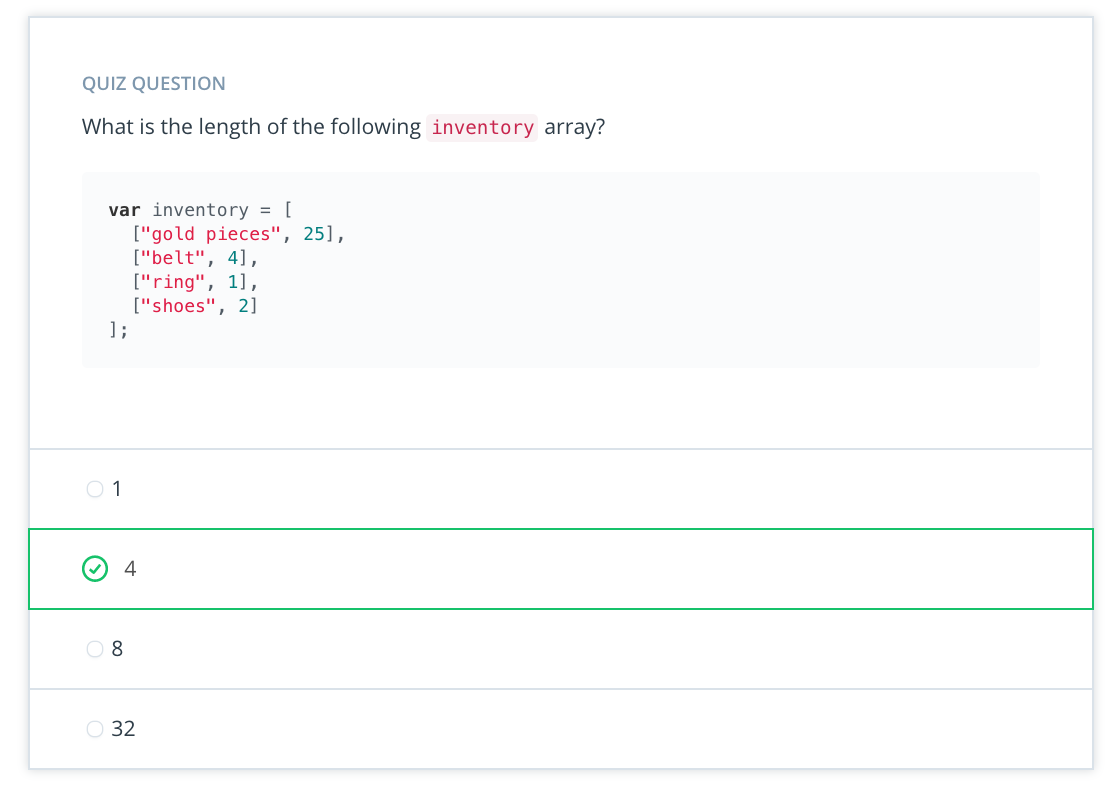 QUIZ QUESTION
What is the length of the following inventory array?
var inventory = [
  ["gold pieces", 25],
  ["belt", 4],
  ["ring", 1],
  ["shoes", 2]
];
1
4
8
32